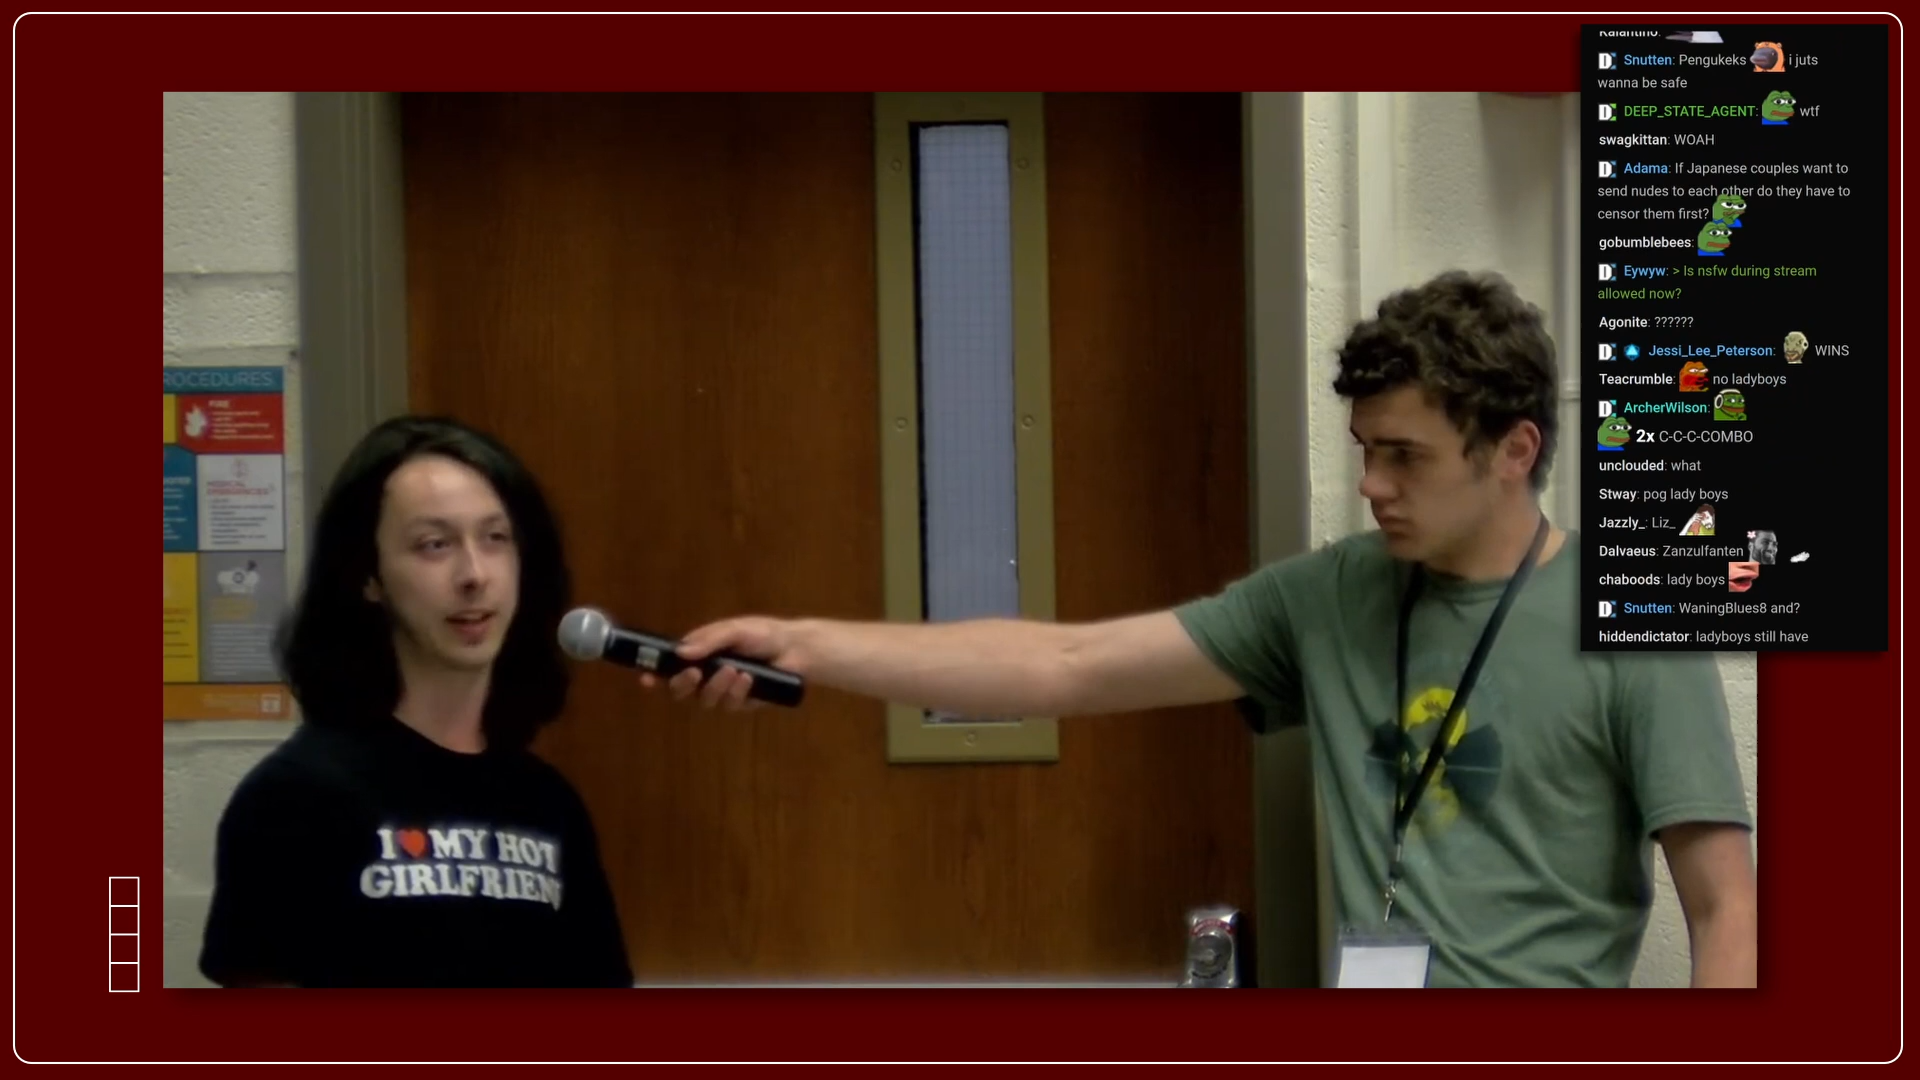 ROCEDURES
FIRE
MEDICAL
EMERGENCIES
I ♥ MY HOT
GIRLFRIEN
Snutten: Pengukeks i juts
wanna be safe
DEEP_STATE_AGENT: wtf
swagkittan: WOAH
Adama: If Japanese couples want to
send nudes to each other do they have to
censor them first?
gobumblebees:
Eywyw: > Is nsfw during stream
allowed now?
Agonite: ??????
Jessi_Lee_Peterson: WINS
Teacrumble: no ladyboys
ArcherWilson:
2x C-C-C-COMBO
unclouded: what
Stway: pog lady boys
Jazzly_: Liz_
Dalvaeus: Zanzulfanten
chaboods: lady boys
Snutten: WaningBlues8 and?
hiddendictator: ladyboys still have